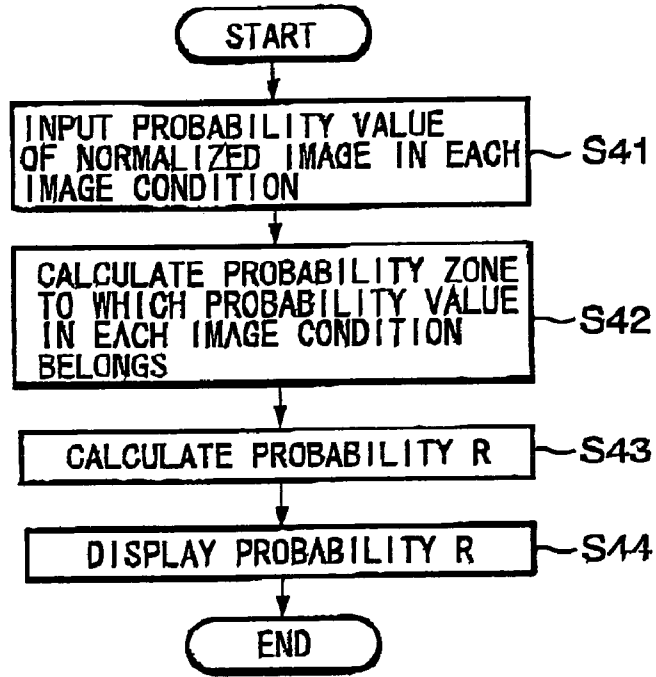 START
INPUT PROBABILITY VALUE
OF NORMALIZED IMAGE IN EACH
IMAGE CONDITION
S41
CALCULATE PROBABILITY ZONE
TO WHICH PROBABILITY VALUE
IN EACH IMAGE CONDITION
BELONGS
S42
CALCULATE PROBABILITY R
S43
DISPLAY PROBABILITY R
S44
END